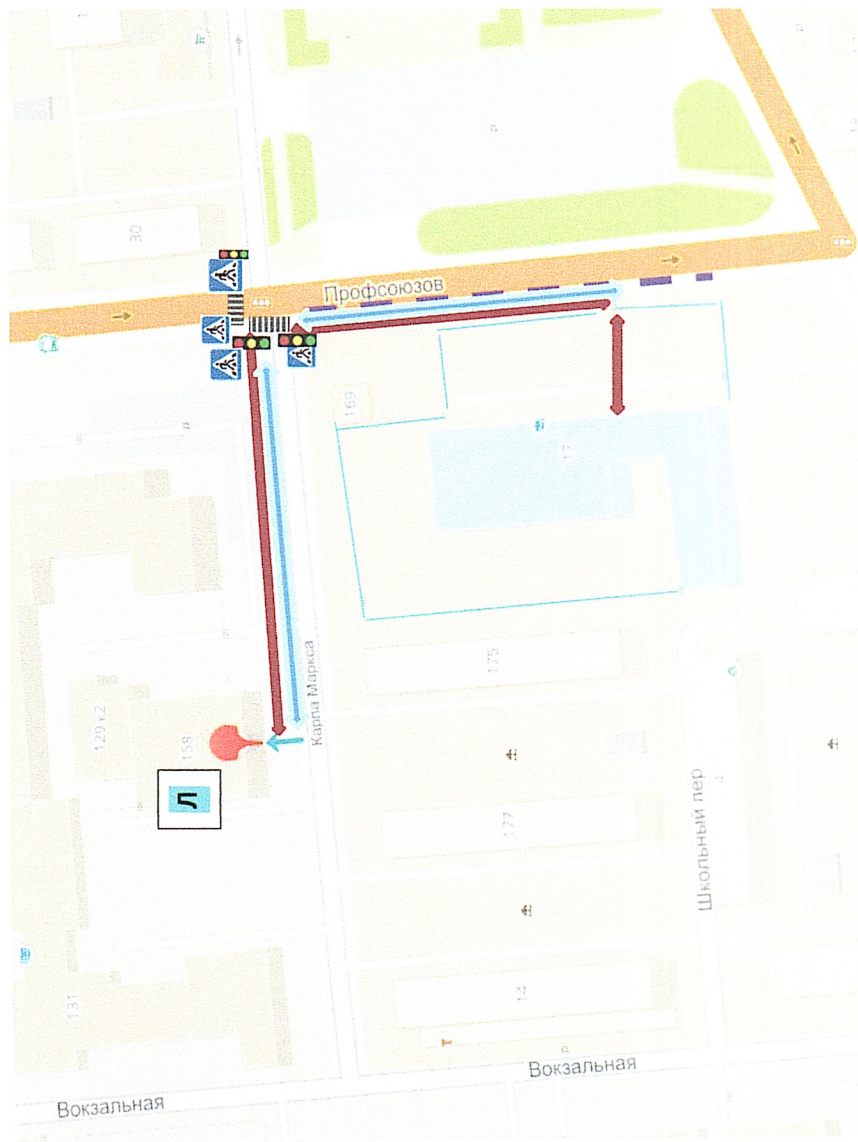 30
Профсоюзов
169
17
129 к2
158
Л
Карла Маркса
175
177
Школьный пер
4
131
14
Вокзальная
Вокзальная